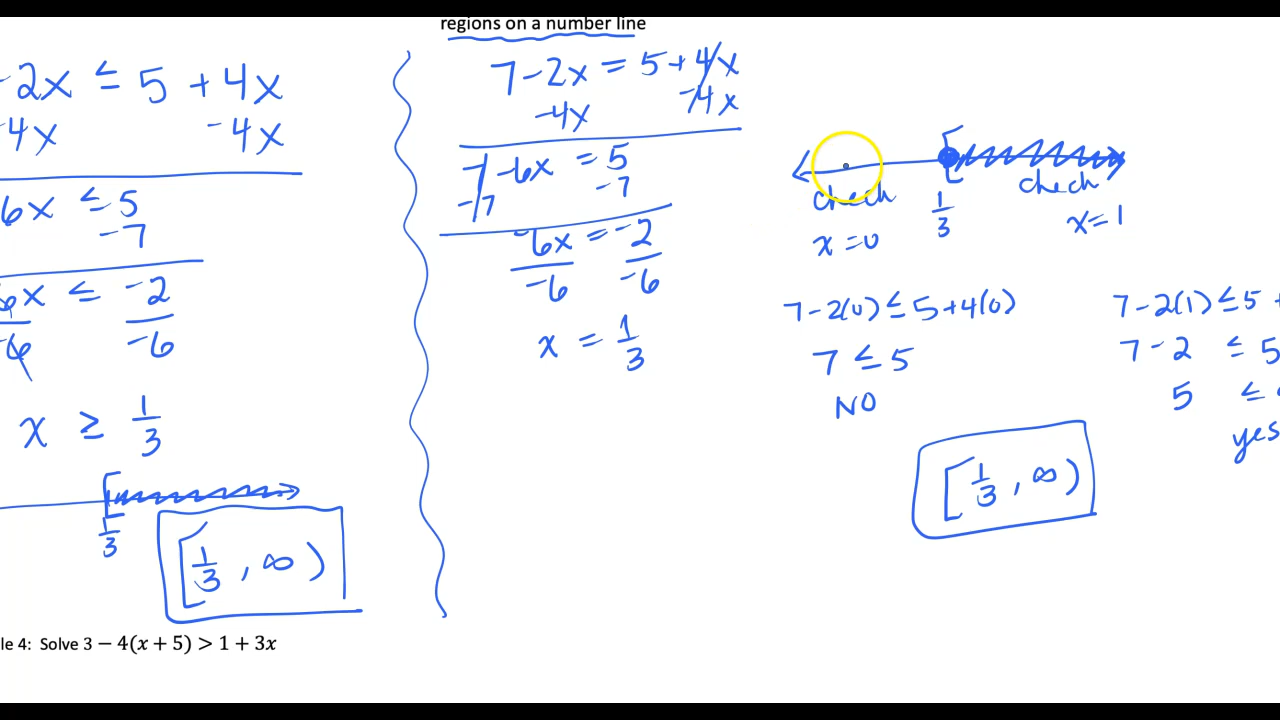 regions on a number line
-2x ≤ 5 + 4x
-4x -4x
6x ≤ 5
-7
6x ≤ -2
-6 -6
x ≥ 1/3
1/3
[1/3, ∞)
7 - 2x = 5 + 4x
-4x -4x
7 - 6x = 5
-7 -7
-6x = -2
-6 -6
x = 1/3
check 1/3 check
x = 0 x = 1
7 - 2(0) ≤ 5 + 4(0)
7 ≤ 5
NO
7 - 2(1) ≤ 5 +
7 - 2 ≤ 5
5 ≤
yes
[1/3, ∞)
le 4: Solve 3 − 4(x + 5) > 1 + 3x